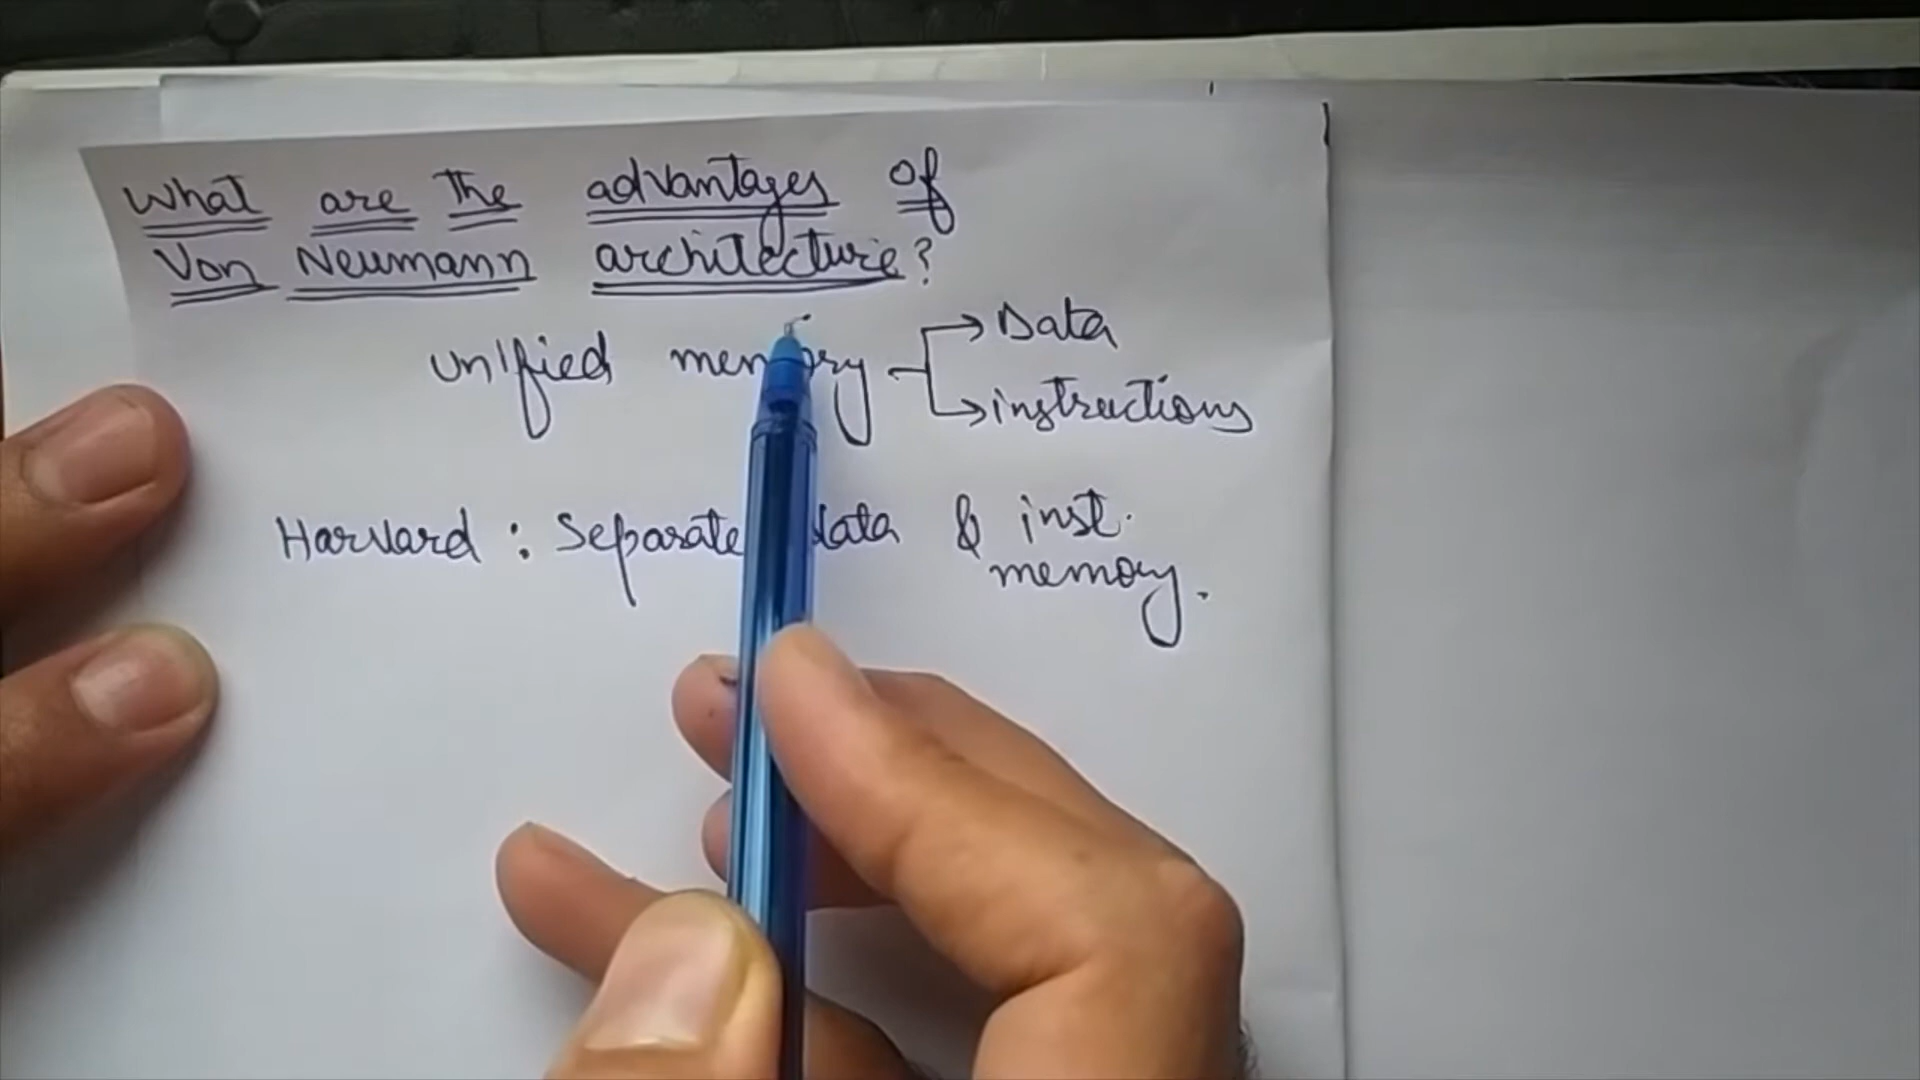 What are The advantages of
Von Neumann architecture?
unified memory
Data
instructions
Harvard : Separate data & inst.
memory.